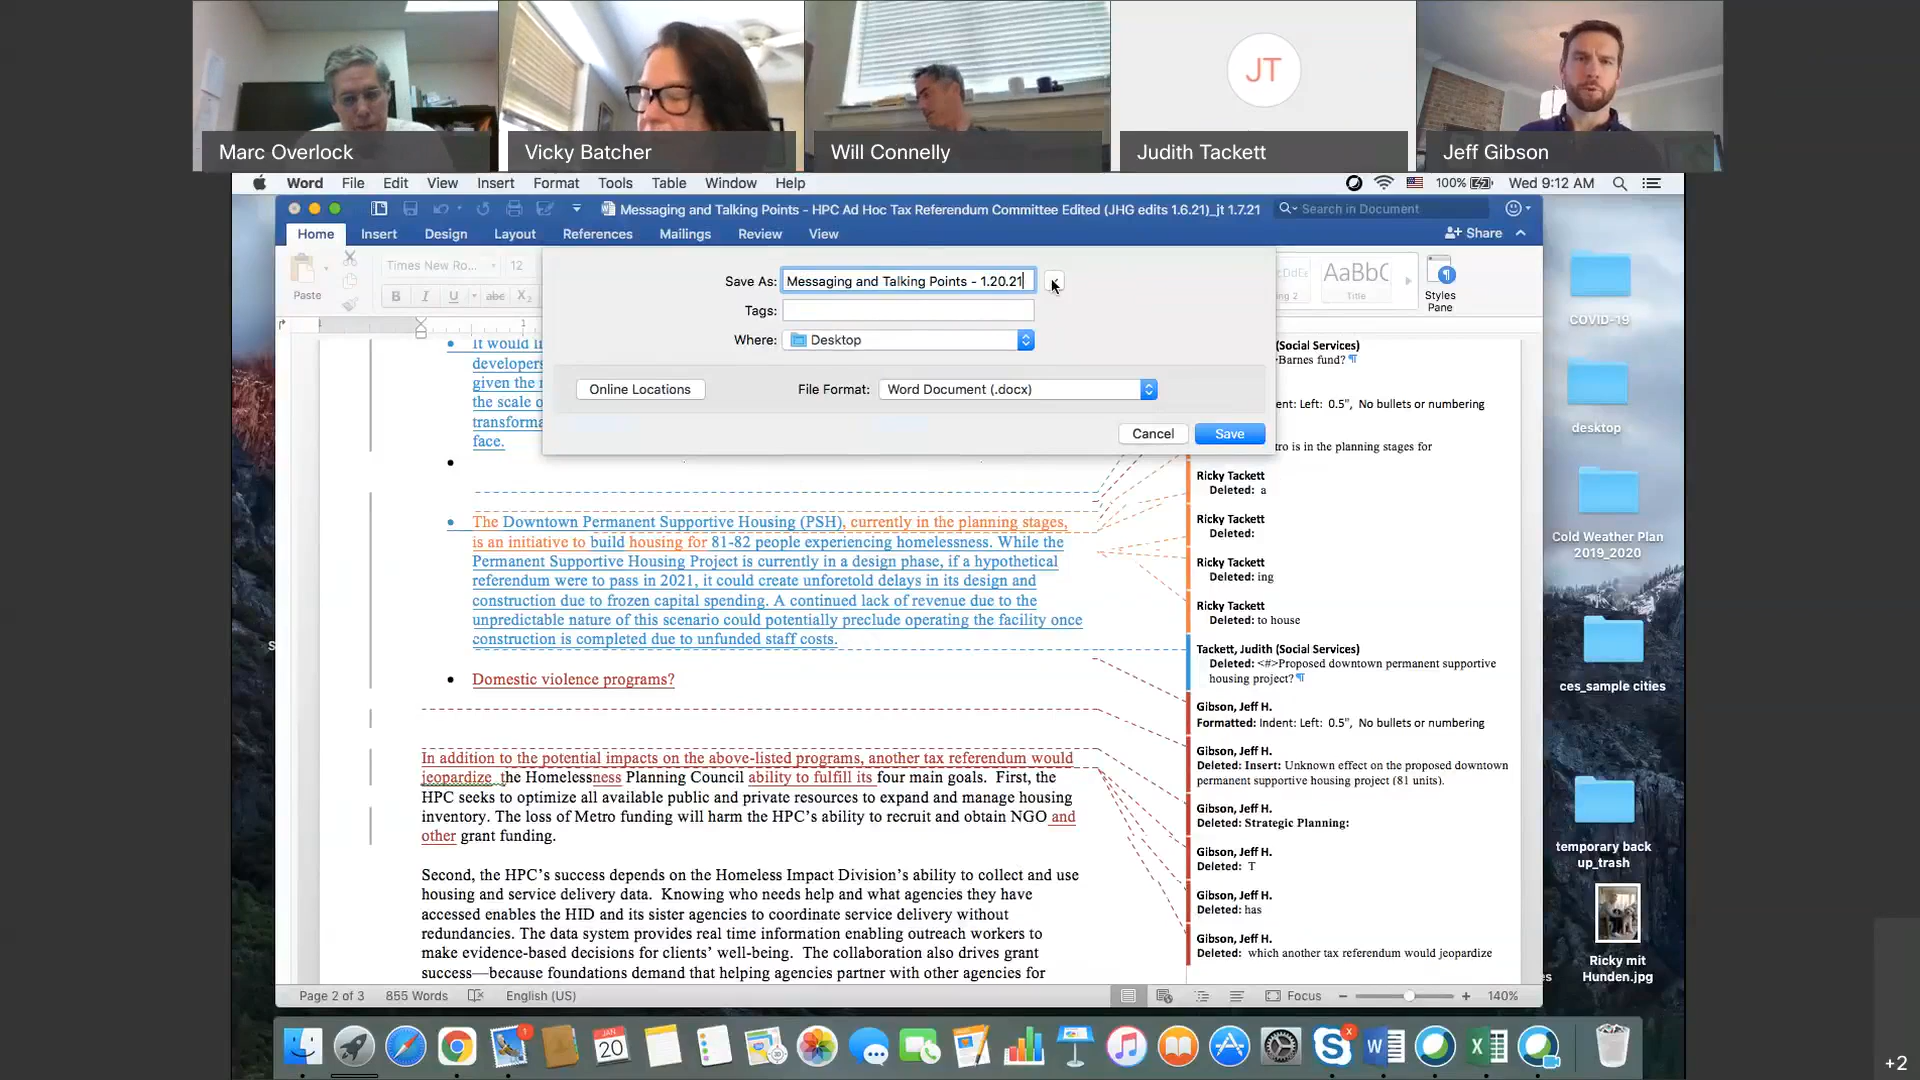 JT
Marc Overlock
Vicky Batcher
Will Connelly
Judith Tackett
Jeff Gibson
Word File Edit View Insert Format Tools Table Window Help
100%
Wed 9:12 AM
Messaging and Talking Points - HPC Ad Hoc Tax Referendum Committee Edited (JHG edits 1.6.21)_jt 1.7.21
Search in Document
Home Insert Design Layout References Mailings Review View
Share
Paste
Times New Ro...
12
B I U abc X2
Save As: Messaging and Talking Points - 1.20.21
Tags:
Where: Desktop
Online Locations
File Format: Word Document (.docx)
Cancel Save
AaBbC
Title
Styles
Pane
It would
developers
given the
the scale o
transforma
face.
The Downtown Permanent Supportive Housing (PSH), currently in the planning stages,
is an initiative to build housing for 81-82 people experiencing homelessness. While the
Permanent Supportive Housing Project is currently in a design phase, if a hypothetical
referendum were to pass in 2021, it could create unforetold delays in its design and
construction due to frozen capital spending. A continued lack of revenue due to the
unpredictable nature of this scenario could potentially preclude operating the facility once
construction is completed due to unfunded staff costs.
Domestic violence programs?
In addition to the potential impacts on the above-listed programs, another tax referendum would
jeopardize the Homelessness Planning Council ability to fulfill its four main goals. First, the
HPC seeks to optimize all available public and private resources to expand and manage housing
inventory. The loss of Metro funding will harm the HPC's ability to recruit and obtain NGO and
other grant funding.
Second, the HPC's success depends on the Homeless Impact Division's ability to collect and use
housing and service delivery data. Knowing who needs help and what agencies they have
accessed enables the HID and its sister agencies to coordinate service delivery without
redundancies. The data system provides real time information enabling outreach workers to
make evidence-based decisions for clients' well-being. The collaboration also drives grant
success—because foundations demand that helping agencies partner with other agencies for
(Social Services)
Barnes fund? ¶
ent: Left: 0.5", No bullets or numbering
tro is in the planning stages for
Ricky Tackett
Deleted: a
Ricky Tackett
Deleted:
Ricky Tackett
Deleted: ing
Ricky Tackett
Deleted: to house
Tackett, Judith (Social Services)
Deleted: <#>Proposed downtown permanent supportive
housing project? ¶
Gibson, Jeff H.
Formatted: Indent: Left: 0.5", No bullets or numbering
Gibson, Jeff H.
Deleted: Insert: Unknown effect on the proposed downtown
permanent supportive housing project (81 units).
Gibson, Jeff H.
Deleted: Strategic Planning:
Gibson, Jeff H.
Deleted: T
Gibson, Jeff H.
Deleted: has
Gibson, Jeff H.
Deleted: which another tax referendum would jeopardize
COVID-19
desktop
Cold Weather Plan
2019_2020
ces_sample cities
temporary back
up_trash
Ricky mit
Hunden.jpg
Page 2 of 3 855 Words English (US)
Focus
140%
JAN
20
+2